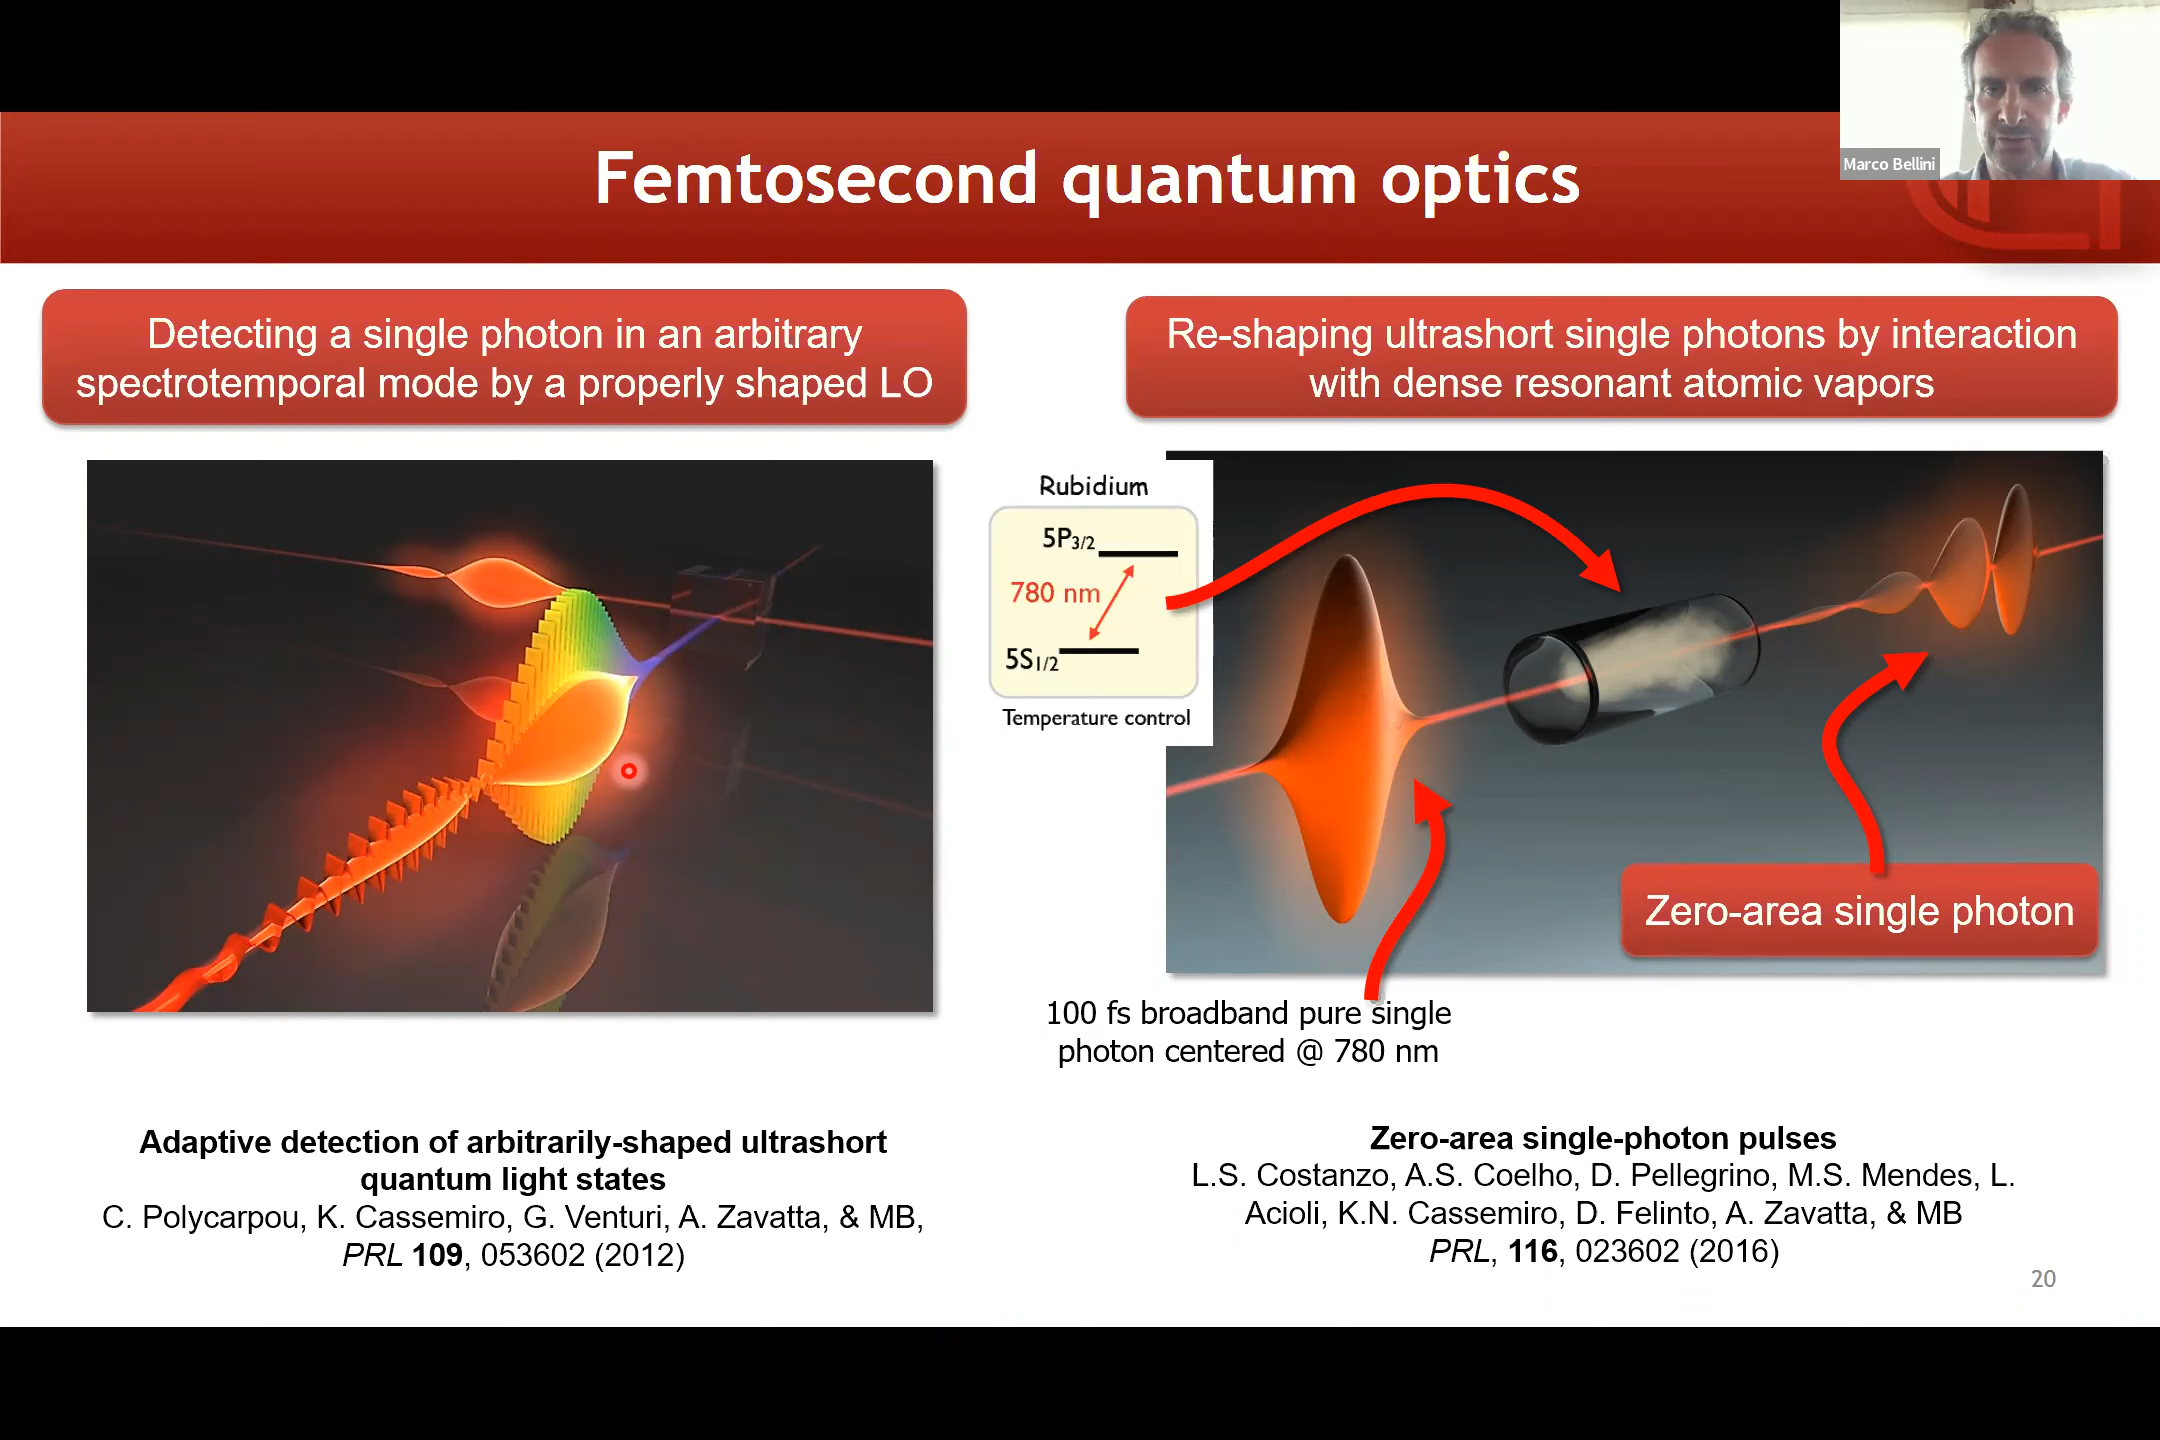 Marco Bellini
Femtosecond quantum optics
Detecting a single photon in an arbitrary
spectrotemporal mode by a properly shaped LO
Re-shaping ultrashort single photons by interaction
with dense resonant atomic vapors
Rubidium
5P3/2
780 nm
5S1/2
Temperature control
Zero-area single photon
100 fs broadband pure single
photon centered @ 780 nm
Adaptive detection of arbitrarily-shaped ultrashort
quantum light states
C. Polycarpou, K. Cassemiro, G. Venturi, A. Zavatta, & MB,
PRL 109, 053602 (2012)
Zero-area single-photon pulses
L.S. Costanzo, A.S. Coelho, D. Pellegrino, M.S. Mendes, L.
Acioli, K.N. Cassemiro, D. Felinto, A. Zavatta, & MB
PRL, 116, 023602 (2016)
20